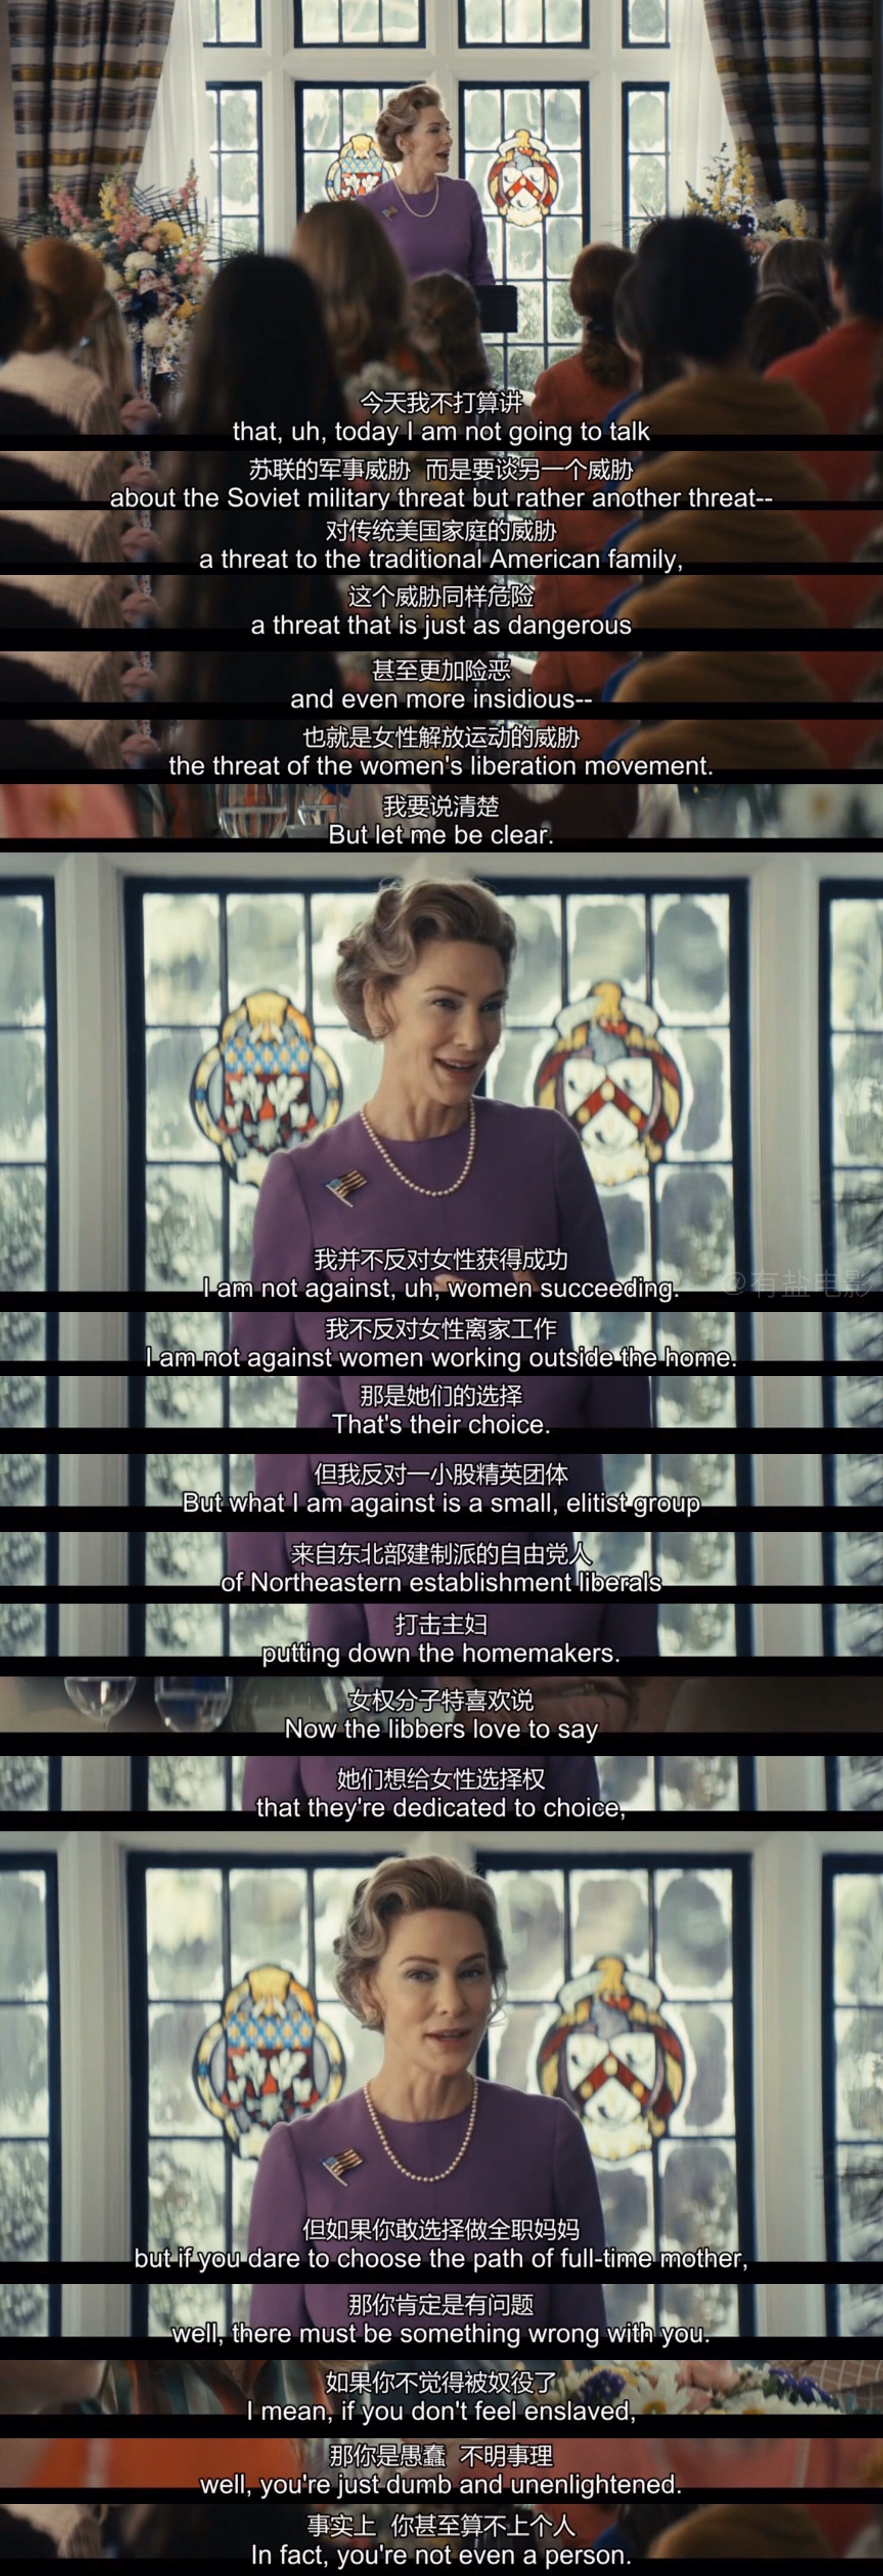 今天我不打算讲
that, uh, today I am not going to talk
苏联的军事威胁 而是要谈另一个威胁
about the Soviet military threat but rather another threat--
对传统美国家庭的威胁
a threat to the traditional American family,
这个威胁同样危险
a threat that is just as dangerous
甚至更加险恶
and even more insidious--
也就是女性解放运动的威胁
the threat of the women's liberation movement.
我要说清楚
But let me be clear.
我并不反对女性获得成功
I am not against, uh, women succeeding.
@有盐电影
我不反对女性离家工作
I am not against women working outside the home.
那是她们的选择
That's their choice.
但我反对一小股精英团体
But what I am against is a small, elitist group
来自东北部建制派的自由党人
of Northeastern establishment liberals
打击主妇
putting down the homemakers.
女权分子特喜欢说
Now the libbers love to say
她们想给女性选择权
that they're dedicated to choice,
但如果你敢选择做全职妈妈
but if you dare to choose the path of full-time mother,
那你肯定是有问题
well, there must be something wrong with you.
如果你不觉得被奴役了
I mean, if you don't feel enslaved,
那你是愚蠢 不明事理
well, you're just dumb and unenlightened.
事实上 你甚至算不上个人
In fact, you're not even a person.